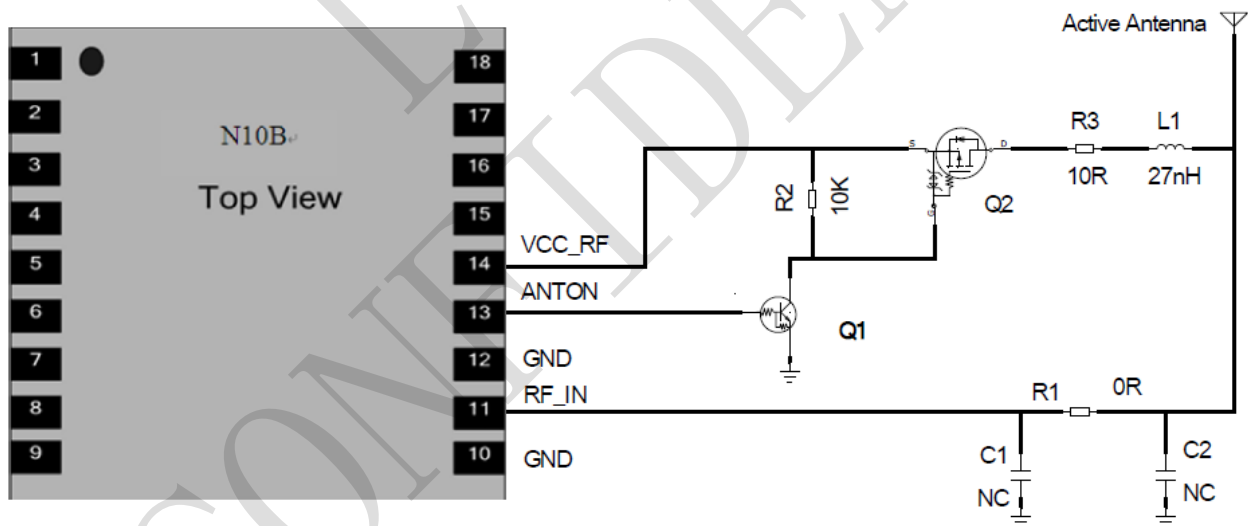 Active Antenna
1
18
2
17
N10B
3
16
Top View
4
15
5
14
VCC_RF
6
13
ANTON
7
12
GND
8
11
RF_IN
9
10
GND
S
D
G
R2
10K
Q2
R3
10R
L1
27nH
Q1
R1
0R
C1
NC
C2
NC
CONFIDE